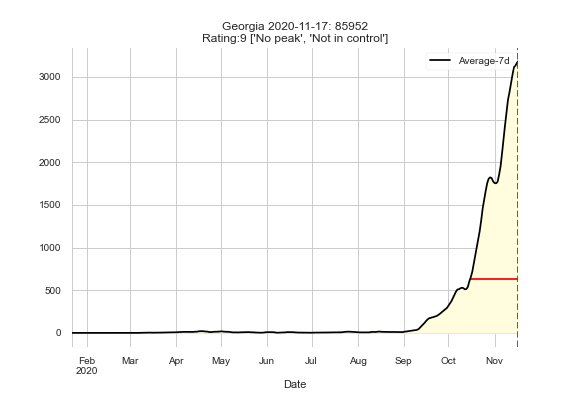 Georgia 2020-11-17: 85952
Rating:9 ['No peak', 'Not in control']
Average-7d
3000
2500
2000
1500
1000
500
0
Feb Mar Apr May Jun Jul Aug Sep Oct Nov
2020
Date